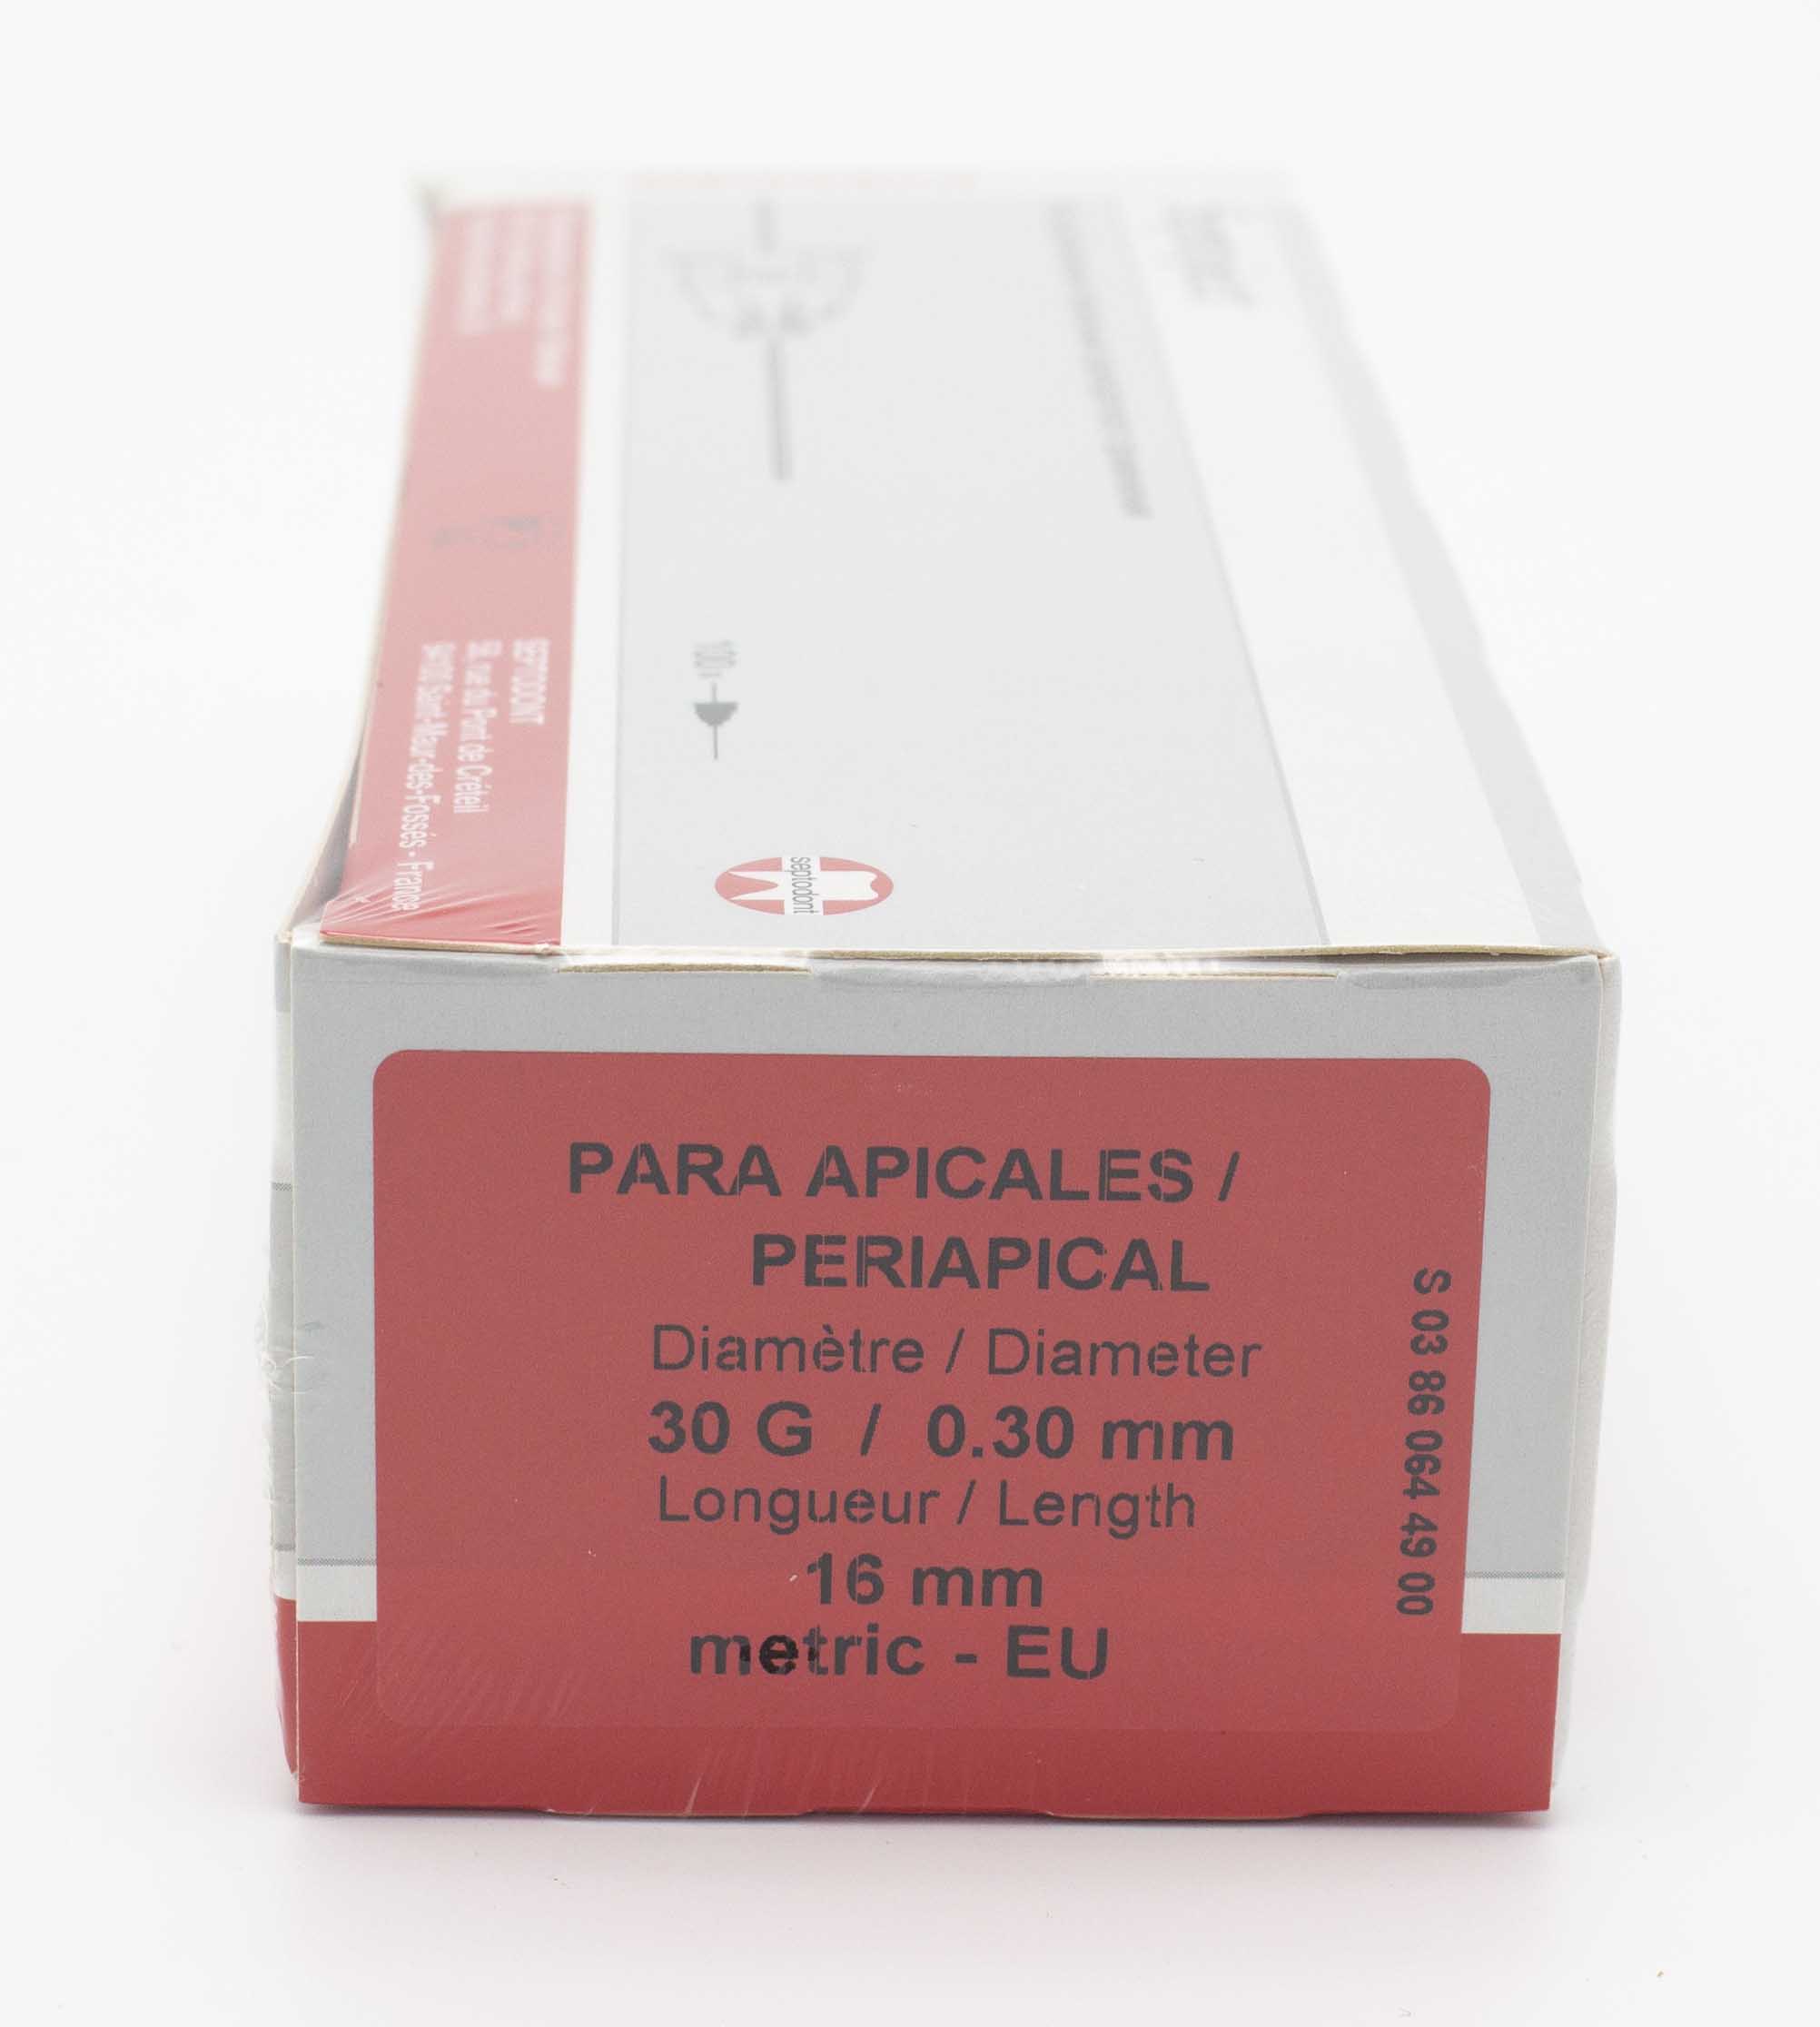 SEPTODONT
58, rue du Pont de Créteil
94100 Saint-Maur-des-Fossés - France
100
septodont
PARA APICALES /
PERIAPICAL
Diamètre / Diameter
30 G / 0.30 mm
Longueur / Length
16 mm
metric - EU
S 03 86 064 49 00